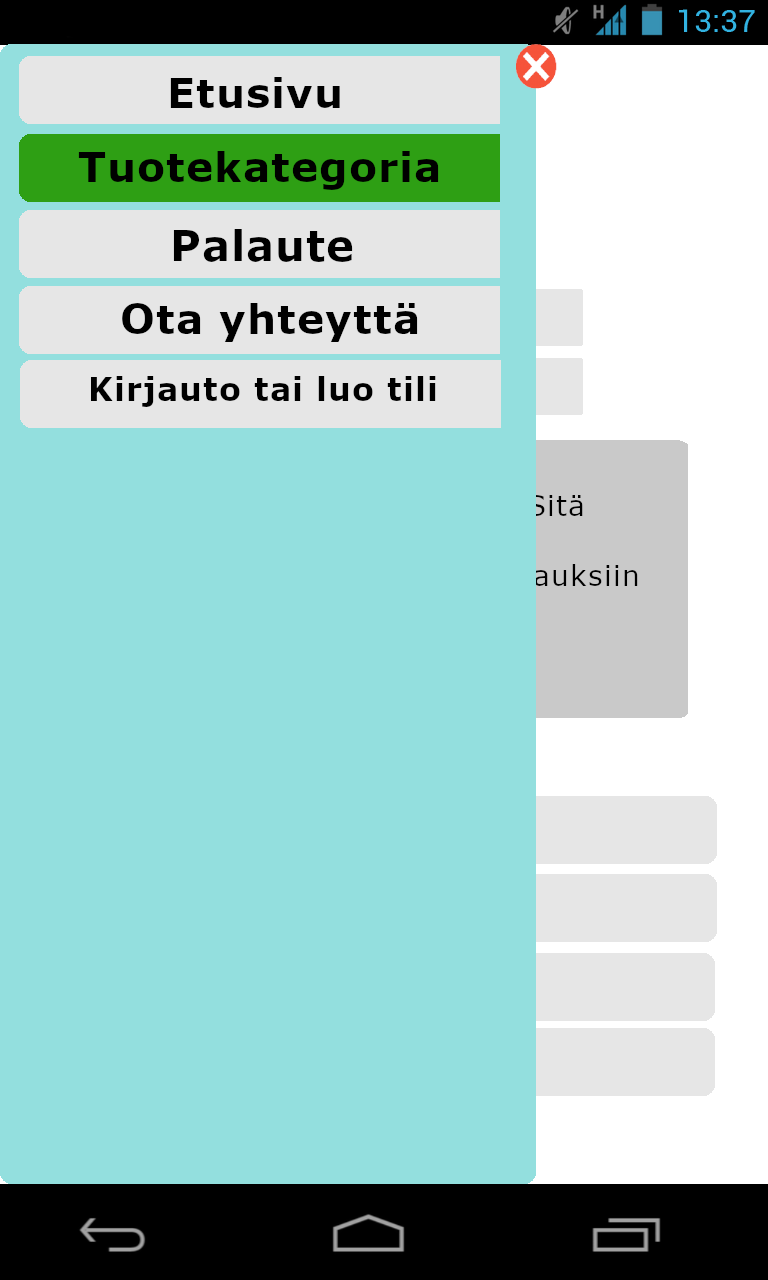 H 13:37
Etusivu
Tuotekategoria
Palaute
Ota yhteyttä
Kirjauto tai luo tili
Sitä
auksiin